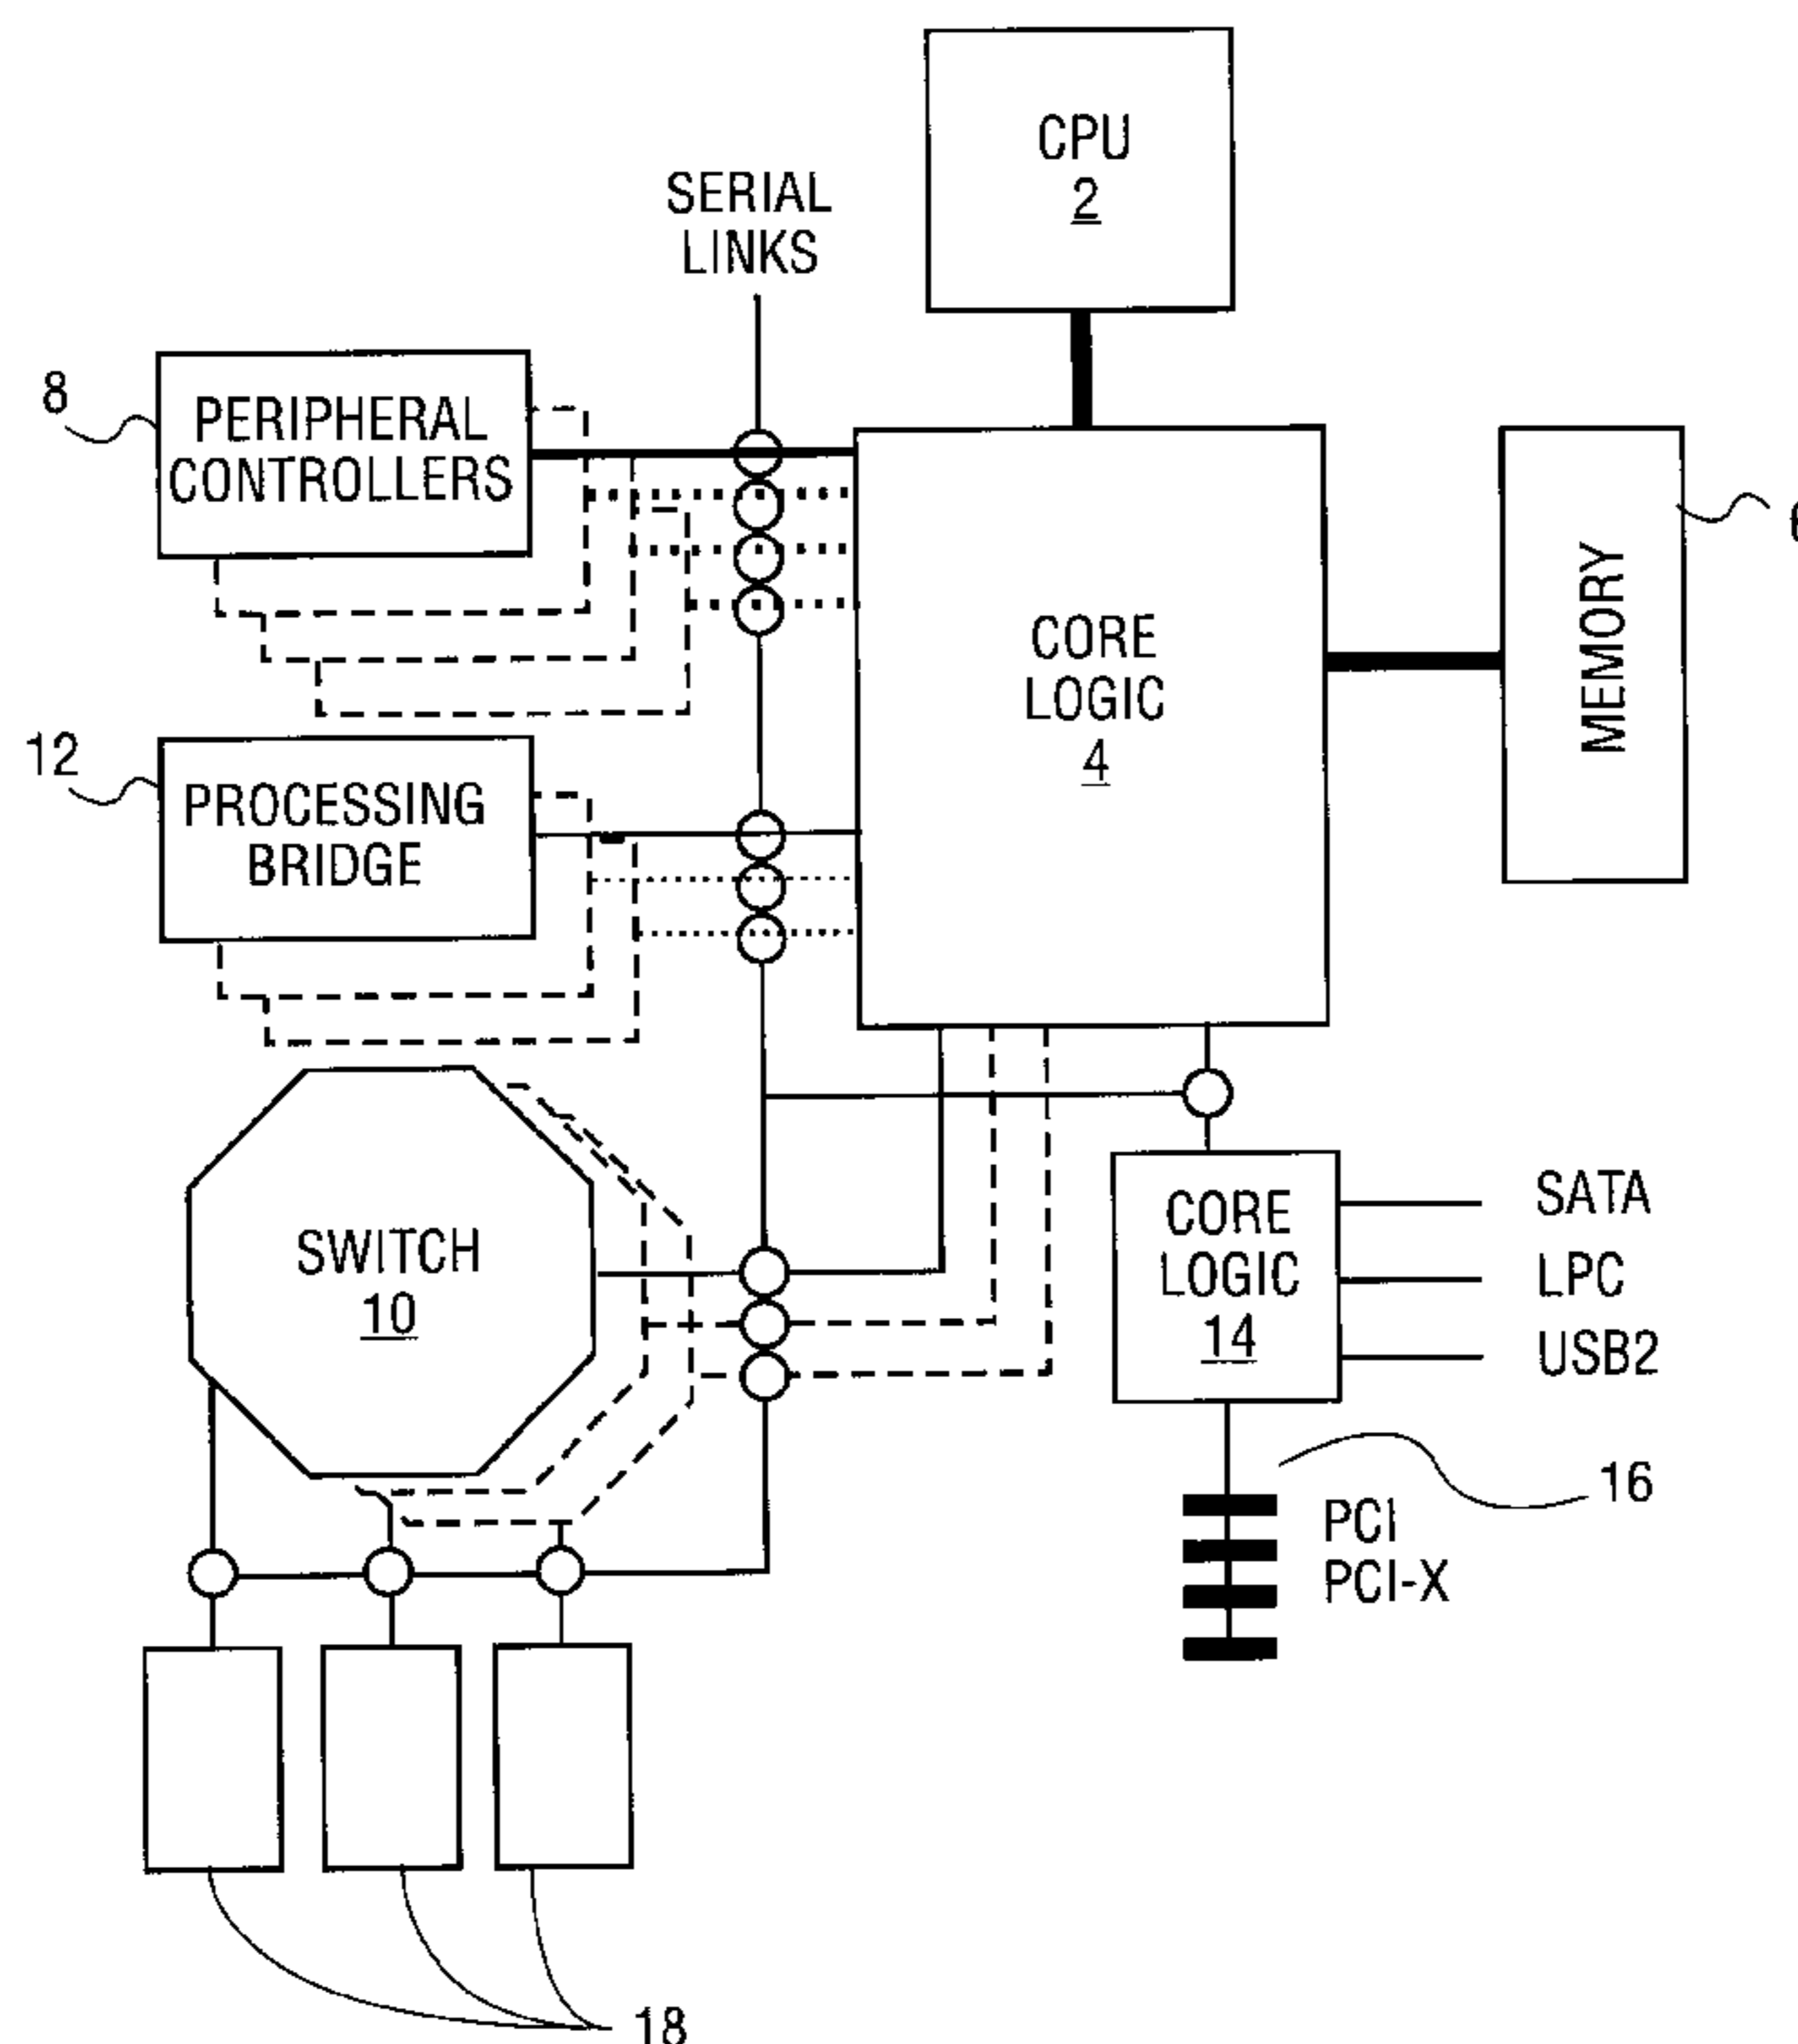 CPU
2
SERIAL
LINKS
8
PERIPHERAL
CONTROLLERS
CORE
LOGIC
4
MEMORY
12
PROCESSING
BRIDGE
SWITCH
10
CORE
LOGIC
14
SATA
LPC
USB2
16
PCI
PCI-X
18